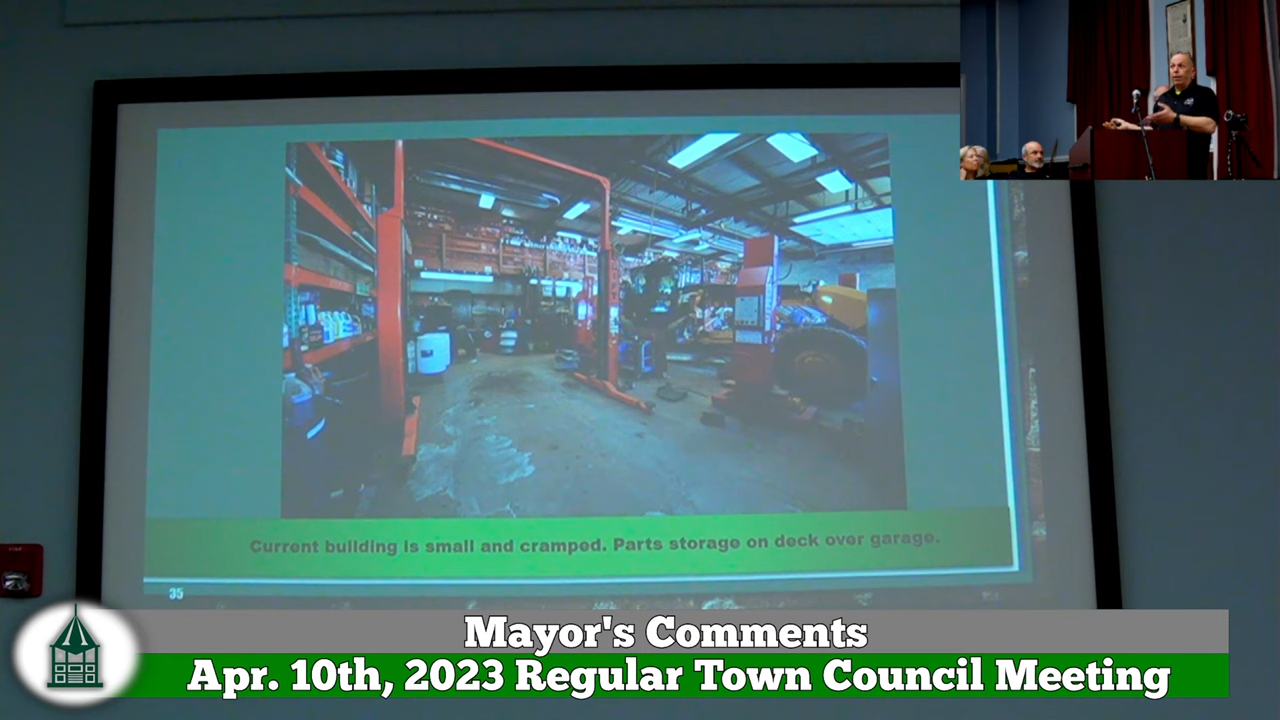 Current building is small and cramped. Parts storage on deck over garage.
35
Mayor's Comments
Apr. 10th, 2023 Regular Town Council Meeting